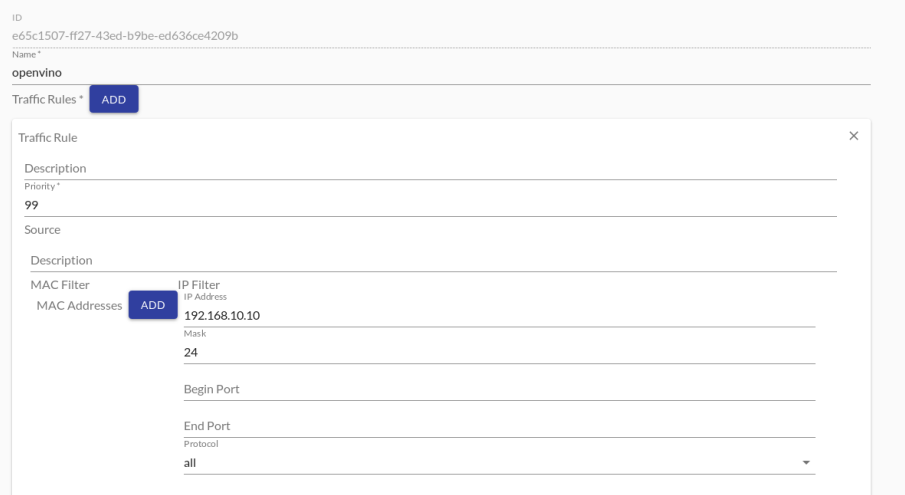 ID
e65c1507-ff27-43ed-b9be-ed636ce4209b
Name *
openvino
Traffic Rules * ADD
Traffic Rule
Description
Priority *
99
Source
Description
MAC Filter
MAC Addresses ADD
IP Filter
IP Address
192.168.10.10
Mask
24
Begin Port
End Port
Protocol
all